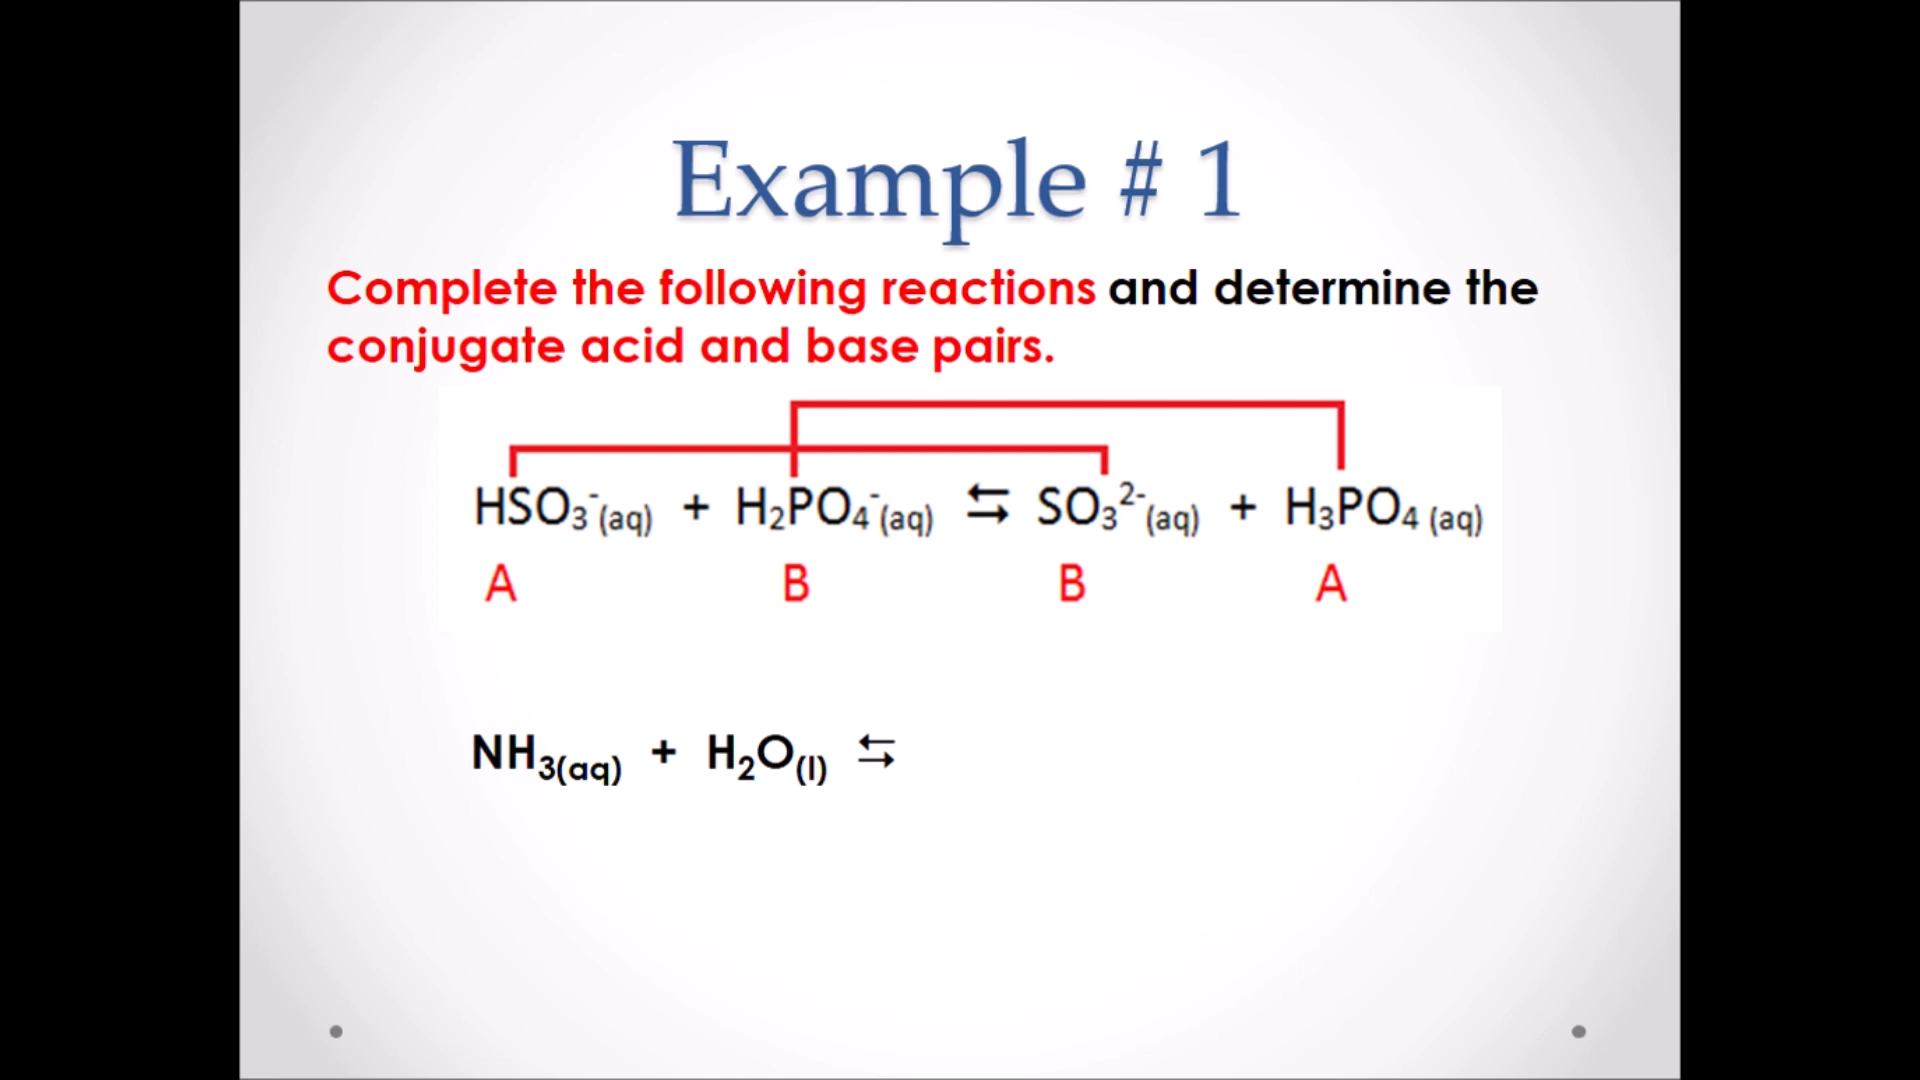 Example # 1
Complete the following reactions and determine the
conjugate acid and base pairs.
HSO₃⁻(aq) + H₂PO₄⁻(aq) ⇆ SO₃²⁻(aq) + H₃PO₄ (aq)
A B B A
NH₃(aq) + H₂O(l) ⇆